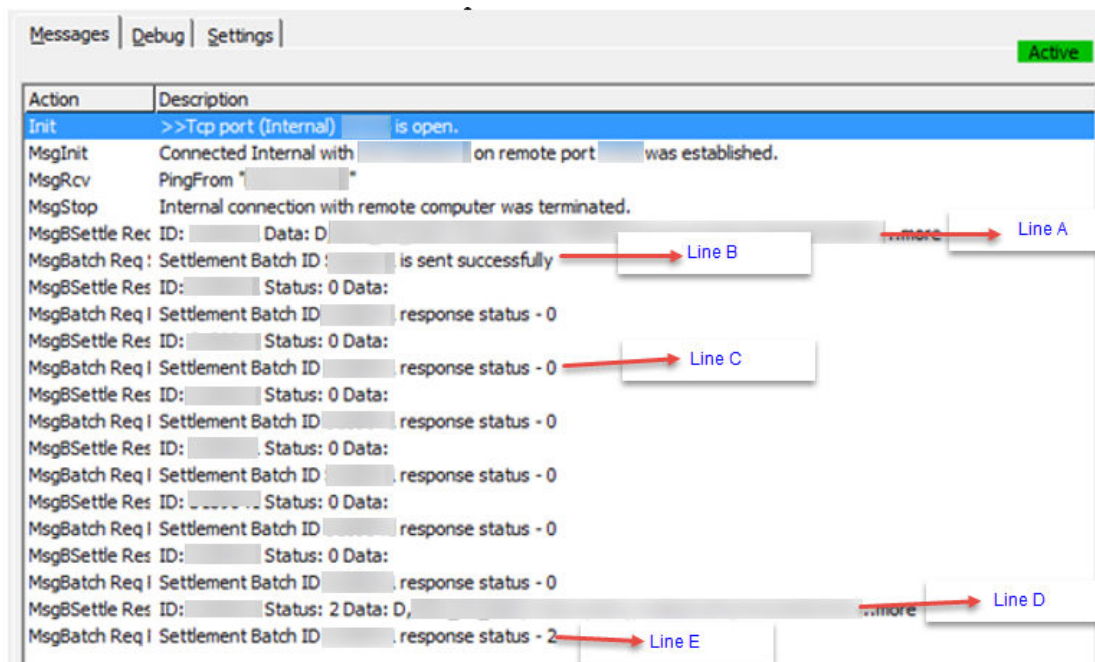 Messages Debug Settings
Active
Action Description
Init >>Tcp port (Internal) is open.
MsgInit Connected Internal with on remote port was established.
MsgRcv PingFrom " "
MsgStop Internal connection with remote computer was terminated.
MsgBSettle Rec ID: Data: D ..more Line A
MsgBatch Req Settlement Batch ID is sent successfully Line B
MsgBSettle Res ID: Status: 0 Data:
MsgBatch Req Settlement Batch ID response status - 0
MsgBSettle Res ID: Status: 0 Data:
MsgBatch Req Settlement Batch ID response status - 0 Line C
MsgBSettle Res ID: Status: 0 Data:
MsgBatch Req Settlement Batch ID response status - 0
MsgBSettle Res ID: Status: 0 Data:
MsgBatch Req Settlement Batch ID response status - 0
MsgBSettle Res ID: Status: 0 Data:
MsgBatch Req Settlement Batch ID response status - 0
MsgBSettle Res ID: Status: 0 Data:
MsgBatch Req Settlement Batch ID response status - 0
MsgBSettle Res ID: Status: 2 Data: D, ..more Line D
MsgBatch Req Settlement Batch ID response status - 2 Line E